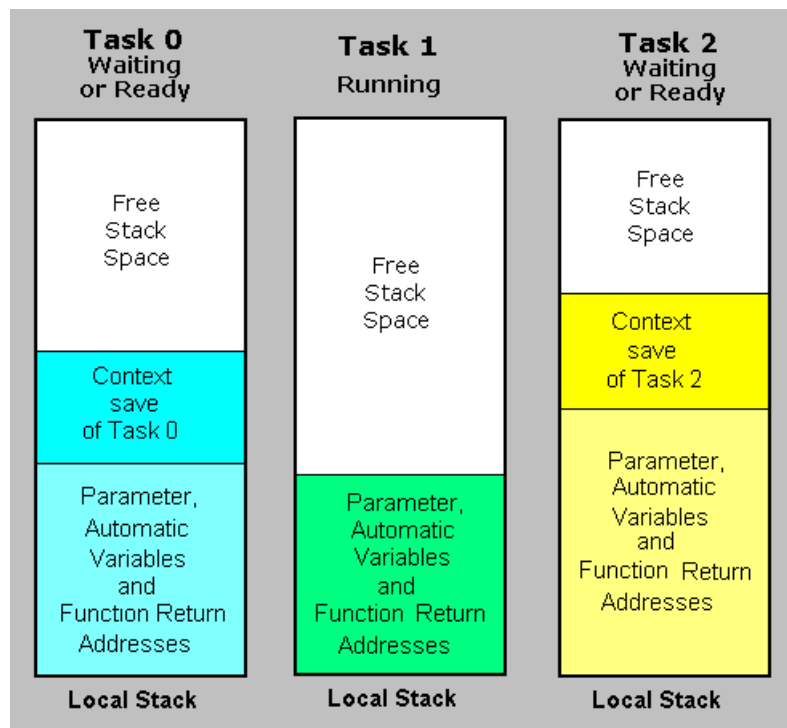 Task 0
Waiting
or Ready
Free
Stack
Space
Context
save
of Task 0
Parameter,
Automatic
Variables
and
Function Return
Addresses
Local Stack
Task 1
Running
Free
Stack
Space
Parameter,
Automatic
Variables
and
Function Return
Addresses
Local Stack
Task 2
Waiting
or Ready
Free
Stack
Space
Context
save
of Task 2
Parameter,
Automatic
Variables
and
Function Return
Addresses
Local Stack